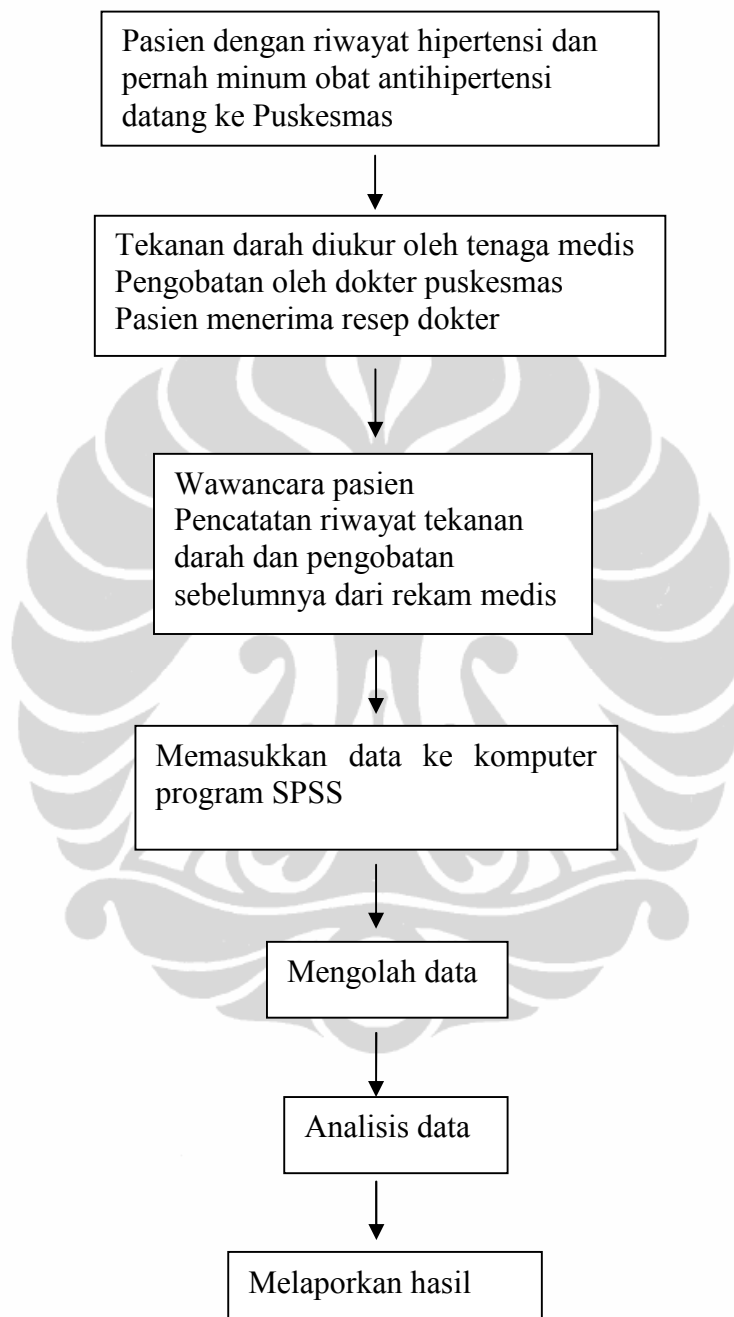 Pasien dengan riwayat hipertensi dan
pernah minum obat antihipertensi
datang ke Puskesmas
Tekanan darah diukur oleh tenaga medis
Pengobatan oleh dokter puskesmas
Pasien menerima resep dokter
Wawancara pasien
Pencatatan riwayat tekanan
darah dan pengobatan
sebelumnya dari rekam medis
Memasukkan data ke komputer
program SPSS
Mengolah data
Analisis data
Melaporkan hasil